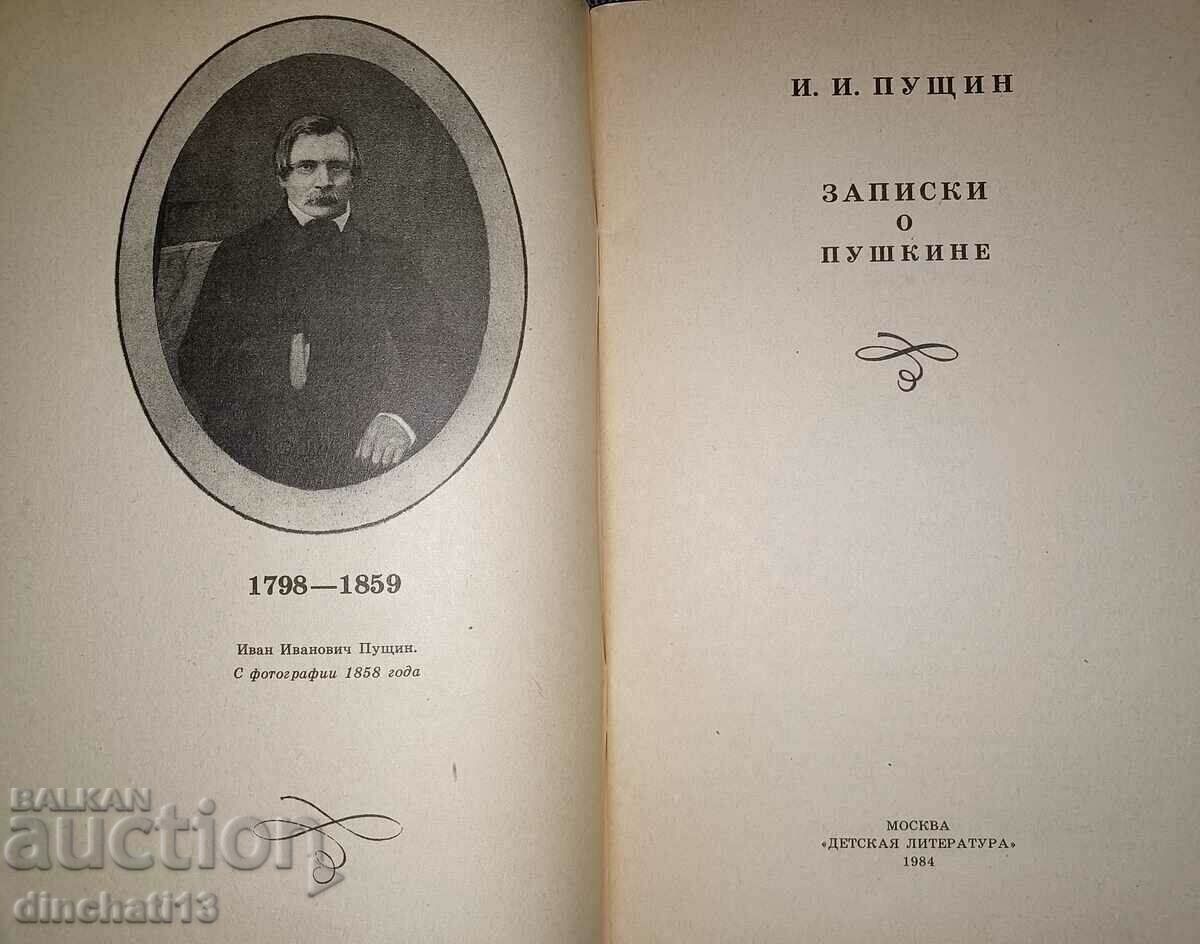 1798—1859
Иван Иванович Пущин.
С фотографии 1858 года
BALKAN
auction
dinchati13
И. И. ПУЩИН
ЗАПИСКИ
О
ПУШКИНЕ
МОСКВА
«ДЕТСКАЯ ЛИТЕРАТУРА»
1984